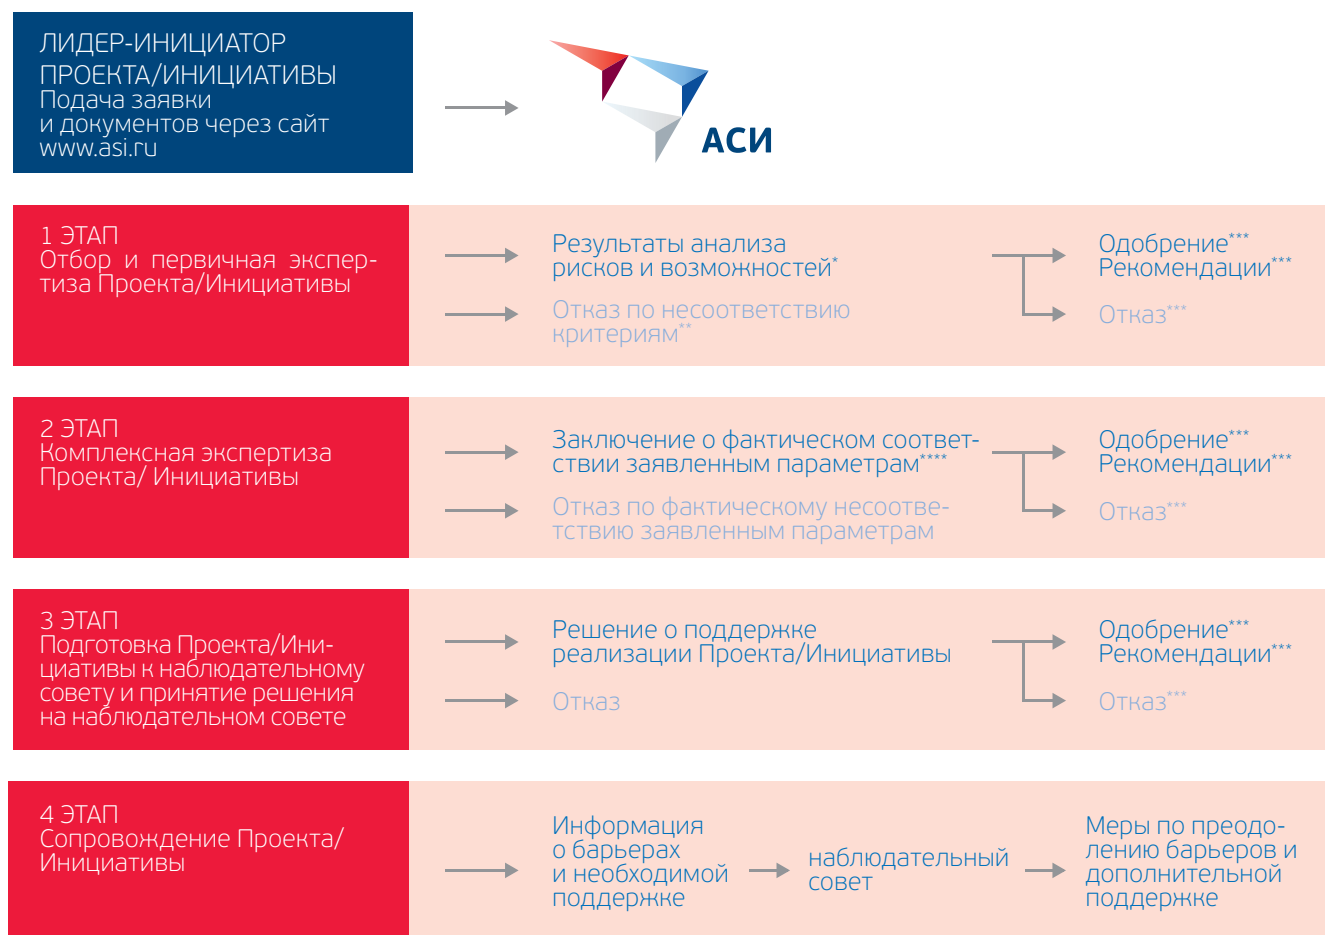 ЛИДЕР-ИНИЦИАТОР
ПРОЕКТА/ИНИЦИАТИВЫ
Подача заявки
и документов через сайт
www.asi.ru
АСИ
1 ЭТАП
Отбор и первичная экспер-
тиза Проекта/Инициативы
Результаты анализа
рисков и возможностей*
Отказ по несоответствию
критериям**
Одобрение***
Рекомендации***
Отказ***
2 ЭТАП
Комплексная экспертиза
Проекта/ Инициативы
Заключение о фактическом соответ-
ствии заявленным параметрам****
Отказ по фактическому несоотве-
тствию заявленным параметрам
Одобрение***
Рекомендации***
Отказ***
3 ЭТАП
Подготовка Проекта/Ини-
циативы к наблюдательному
совету и принятие решения
на наблюдательном совете
Решение о поддержке
реализации Проекта/Инициативы
Отказ
Одобрение***
Рекомендации***
Отказ***
4 ЭТАП
Сопровождение Проекта/
Инициативы
Информация
о барьерах
и необходимой
поддержке
наблюдательный
совет
Меры по преодо-
лению барьеров и
дополнительной
поддержке